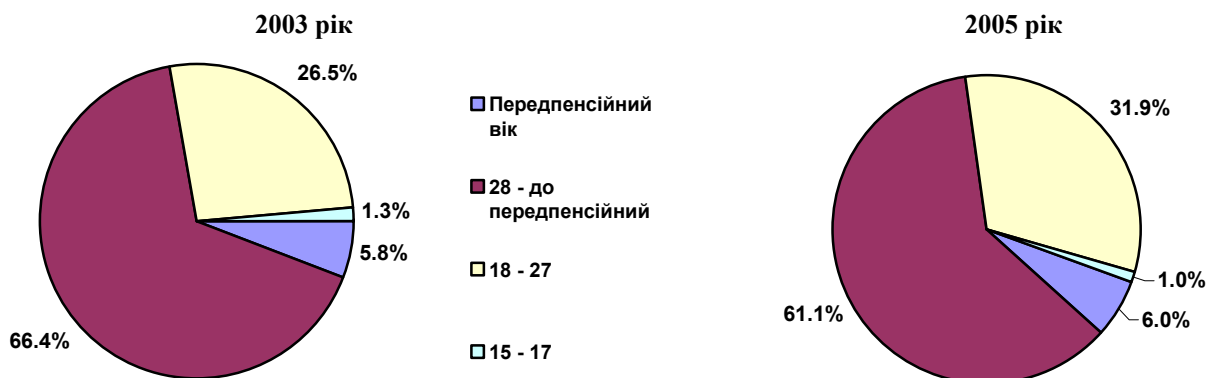 2003 рік
26.5%
1.3%
5.8%
66.4%
Передпенсійний
вік
28 - до
передпенсійний
18 - 27
15 - 17
2005 рік
31.9%
1.0%
6.0%
61.1%